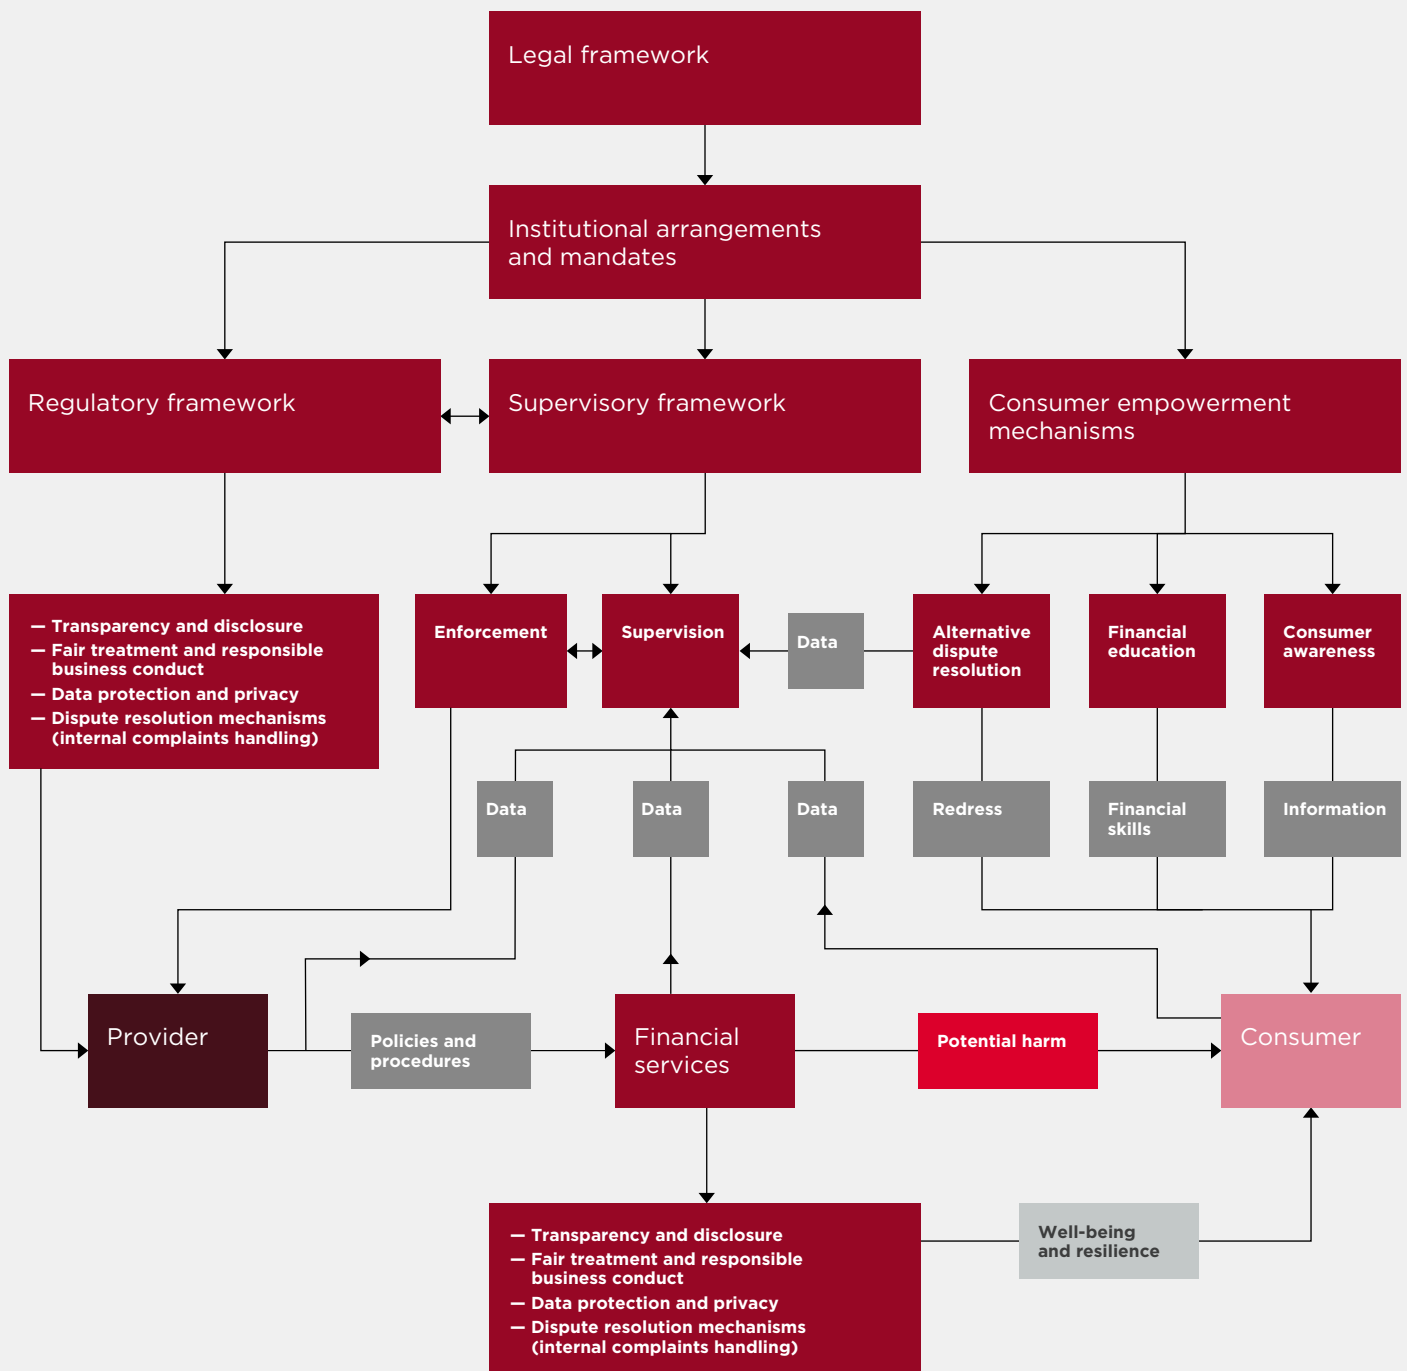 Legal framework
Institutional arrangements
and mandates
Regulatory framework
Supervisory framework
Consumer empowerment
mechanisms
— Transparency and disclosure
— Fair treatment and responsible
business conduct
— Data protection and privacy
— Dispute resolution mechanisms
(internal complaints handling)
Enforcement
Supervision
Data
Alternative
dispute
resolution
Financial
education
Consumer
awareness
Data
Data
Data
Redress
Financial
skills
Information
Provider
Policies and
procedures
Financial
services
Potential harm
Consumer
— Transparency and disclosure
— Fair treatment and responsible
business conduct
— Data protection and privacy
— Dispute resolution mechanisms
(internal complaints handling)
Well-being
and resilience